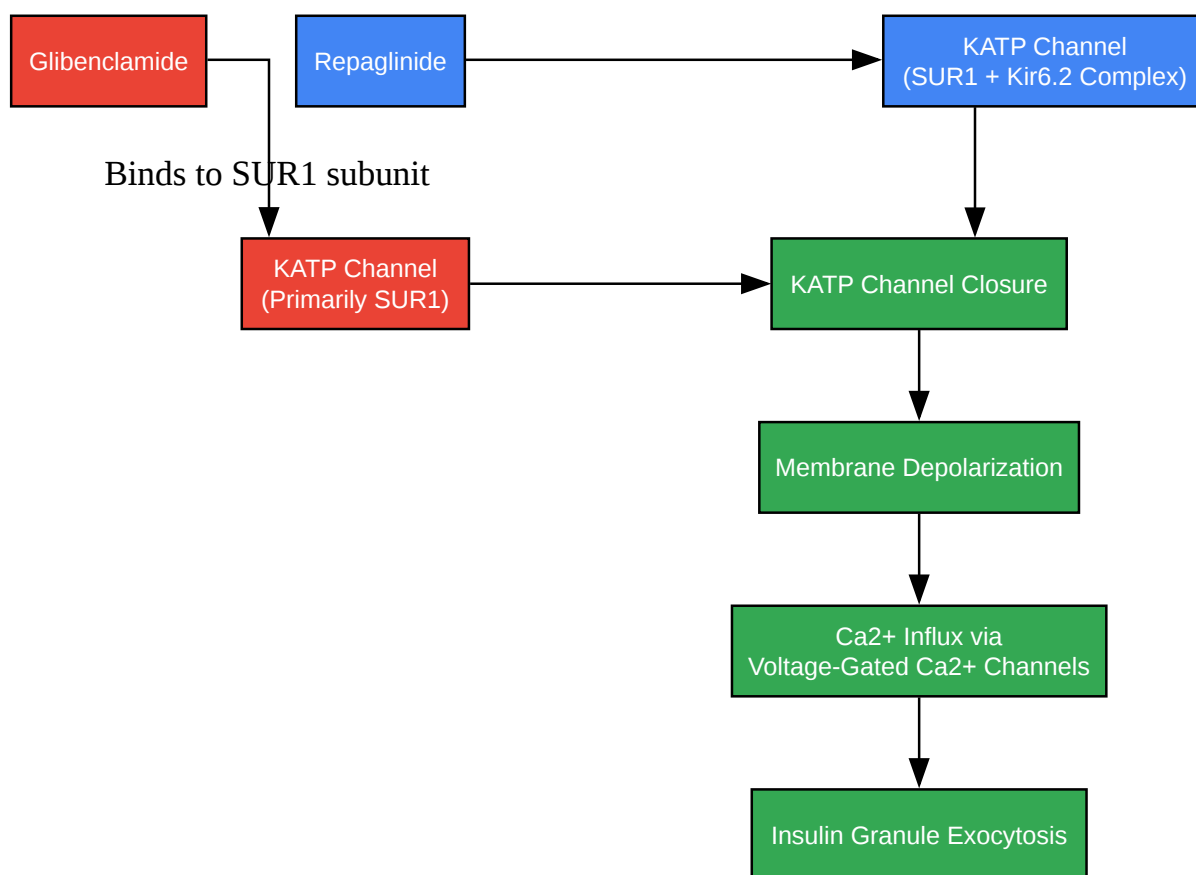 Glibenclamide
Repaglinide
KATP Channel
(SUR1 + Kir6.2 Complex)
Binds to SUR1 subunit
KATP Channel
(Primarily SUR1)
KATP Channel Closure
Membrane Depolarization
Ca2+ Influx via
Voltage-Gated Ca2+ Channels
Insulin Granule Exocytosis